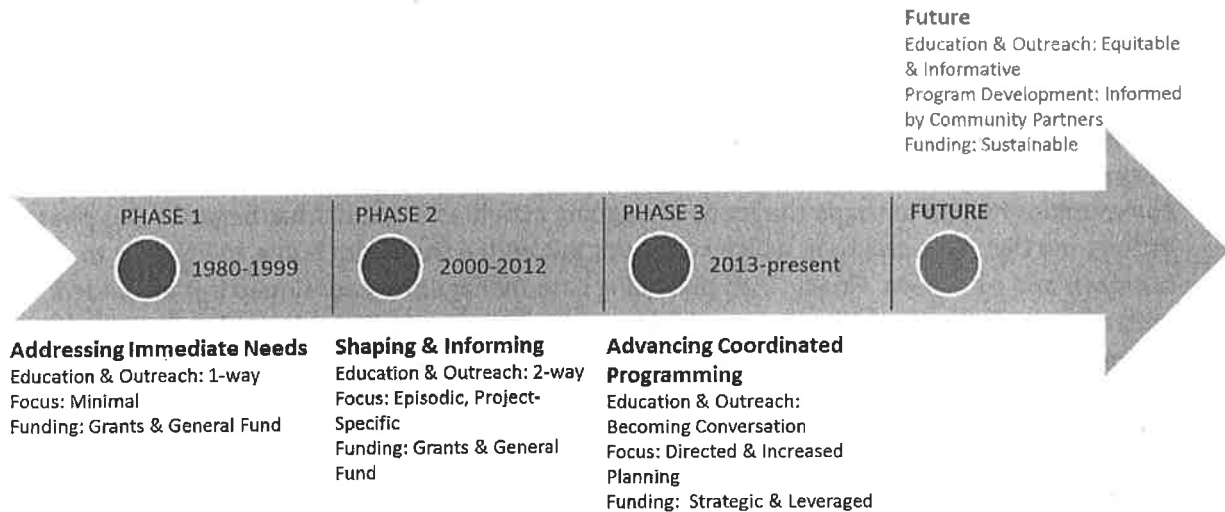 Future
Education & Outreach: Equitable
& Informative
Program Development: Informed
by Community Partners
Funding: Sustainable
PHASE 1
1980-1999
PHASE 2
2000-2012
PHASE 3
2013-present
FUTURE
Addressing Immediate Needs
Education & Outreach: 1-way
Focus: Minimal
Funding: Grants & General Fund
Shaping & Informing
Education & Outreach: 2-way
Focus: Episodic, Project-
Specific
Funding: Grants & General
Fund
Advancing Coordinated
Programming
Education & Outreach:
Becoming Conversation
Focus: Directed & Increased
Planning
Funding: Strategic & Leveraged